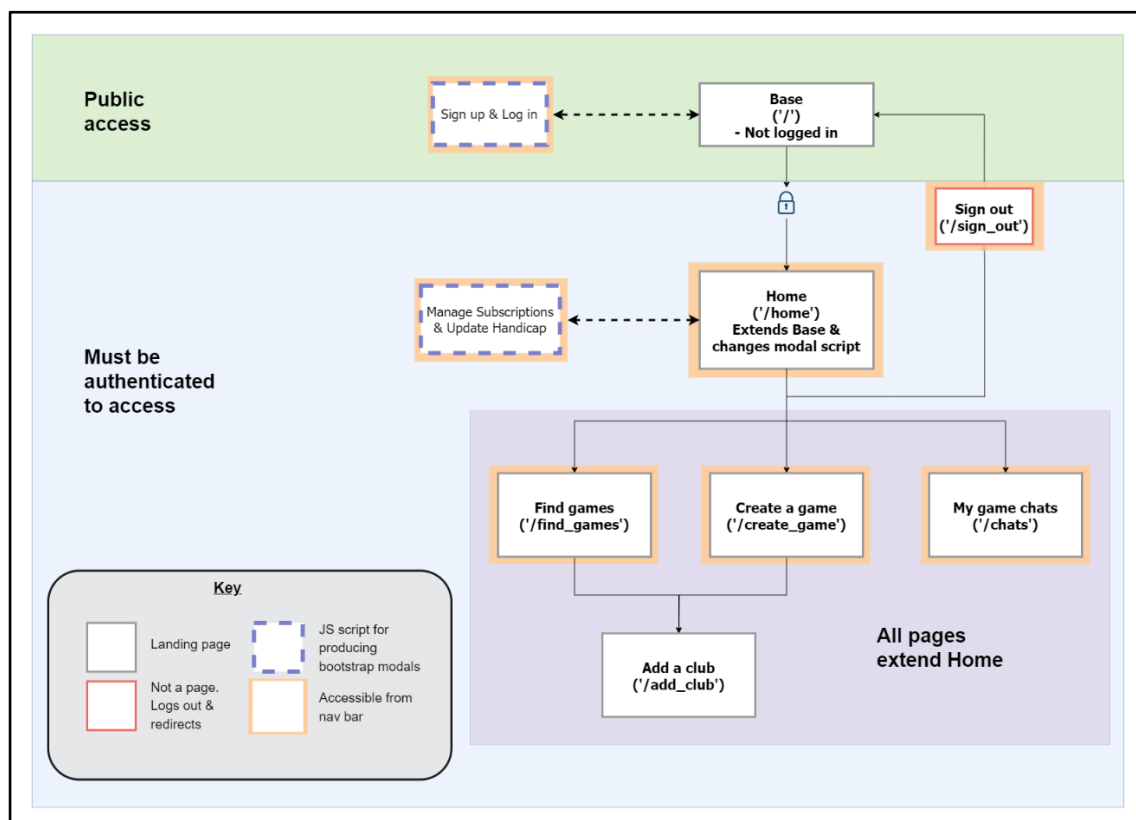 Public
access
Sign up & Log in
Base
('/')
- Not logged in
Sign out
('/sign_out')
Must be
authenticated
to access
Manage Subscriptions
& Update Handicap
Home
('/home')
Extends Base &
changes modal script
Find games
('/find_games')
Create a game
('/create_game')
My game chats
('/chats')
Add a club
('/add_club')
All pages
extend Home
Key
Landing page
JS script for
producing
bootstrap modals
Not a page.
Logs out &
redirects
Accessible from
nav bar